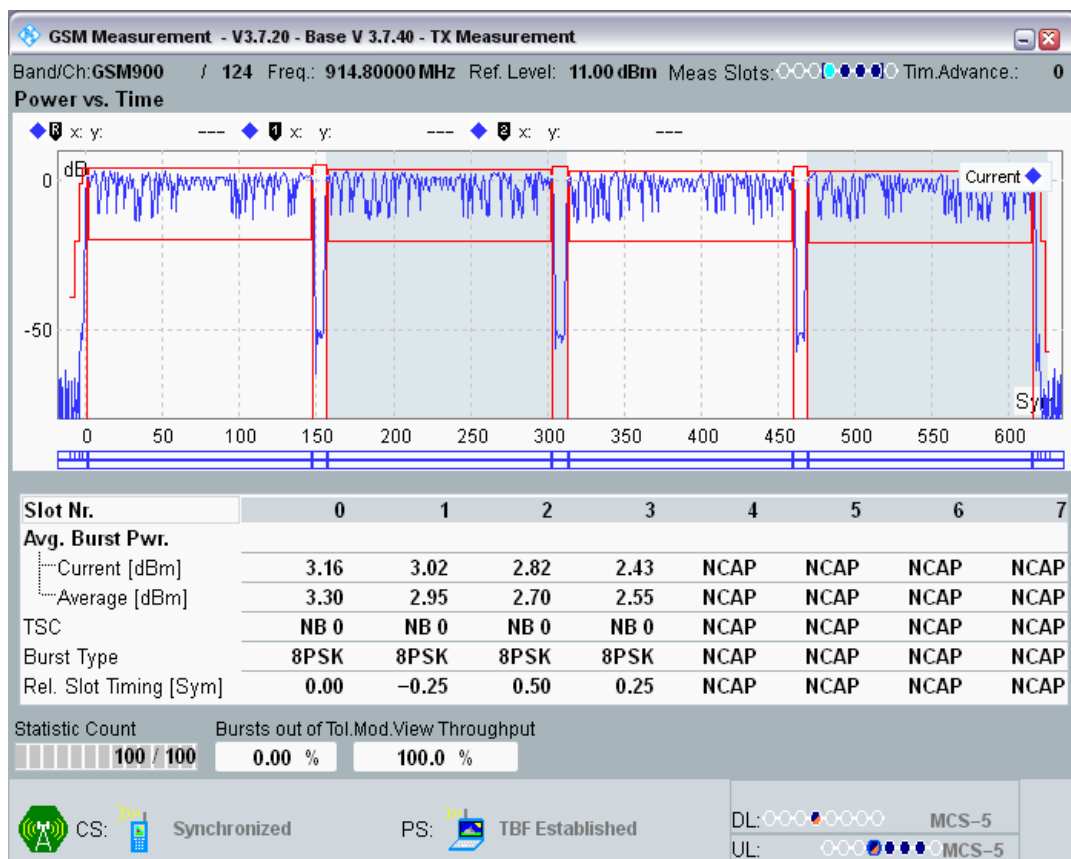 GSM Measurement - V3.7.20 - Base V 3.7.40 - TX Measurement
Band/Ch:GSM900 / 124 Freq.: 914.80000 MHz Ref. Level: 11.00 dBm Meas Slots: Tim.Advance.: 0
Power vs. Time
R x: y: --- 1 x: y: --- 2 x: y: ---
dB
Current
0
-50
Sym
0 50 100 150 200 250 300 350 400 450 500 550 600
Slot Nr. 0 1 2 3 4 5 6 7
Avg. Burst Pwr.
Current [dBm] 3.16 3.02 2.82 2.43 NCAP NCAP NCAP NCAP
Average [dBm] 3.30 2.95 2.70 2.55 NCAP NCAP NCAP NCAP
TSC NB 0 NB 0 NB 0 NB 0 NCAP NCAP NCAP NCAP
Burst Type 8PSK 8PSK 8PSK 8PSK NCAP NCAP NCAP NCAP
Rel. Slot Timing [Sym] 0.00 −0.25 0.50 0.25 NCAP NCAP NCAP NCAP
Statistic Count Bursts out of Tol. Mod.View Throughput
100 / 100 0.00 % 100.0 %
CS: Synchronized PS: TBF Established
DL: MCS−5
UL: MCS−5